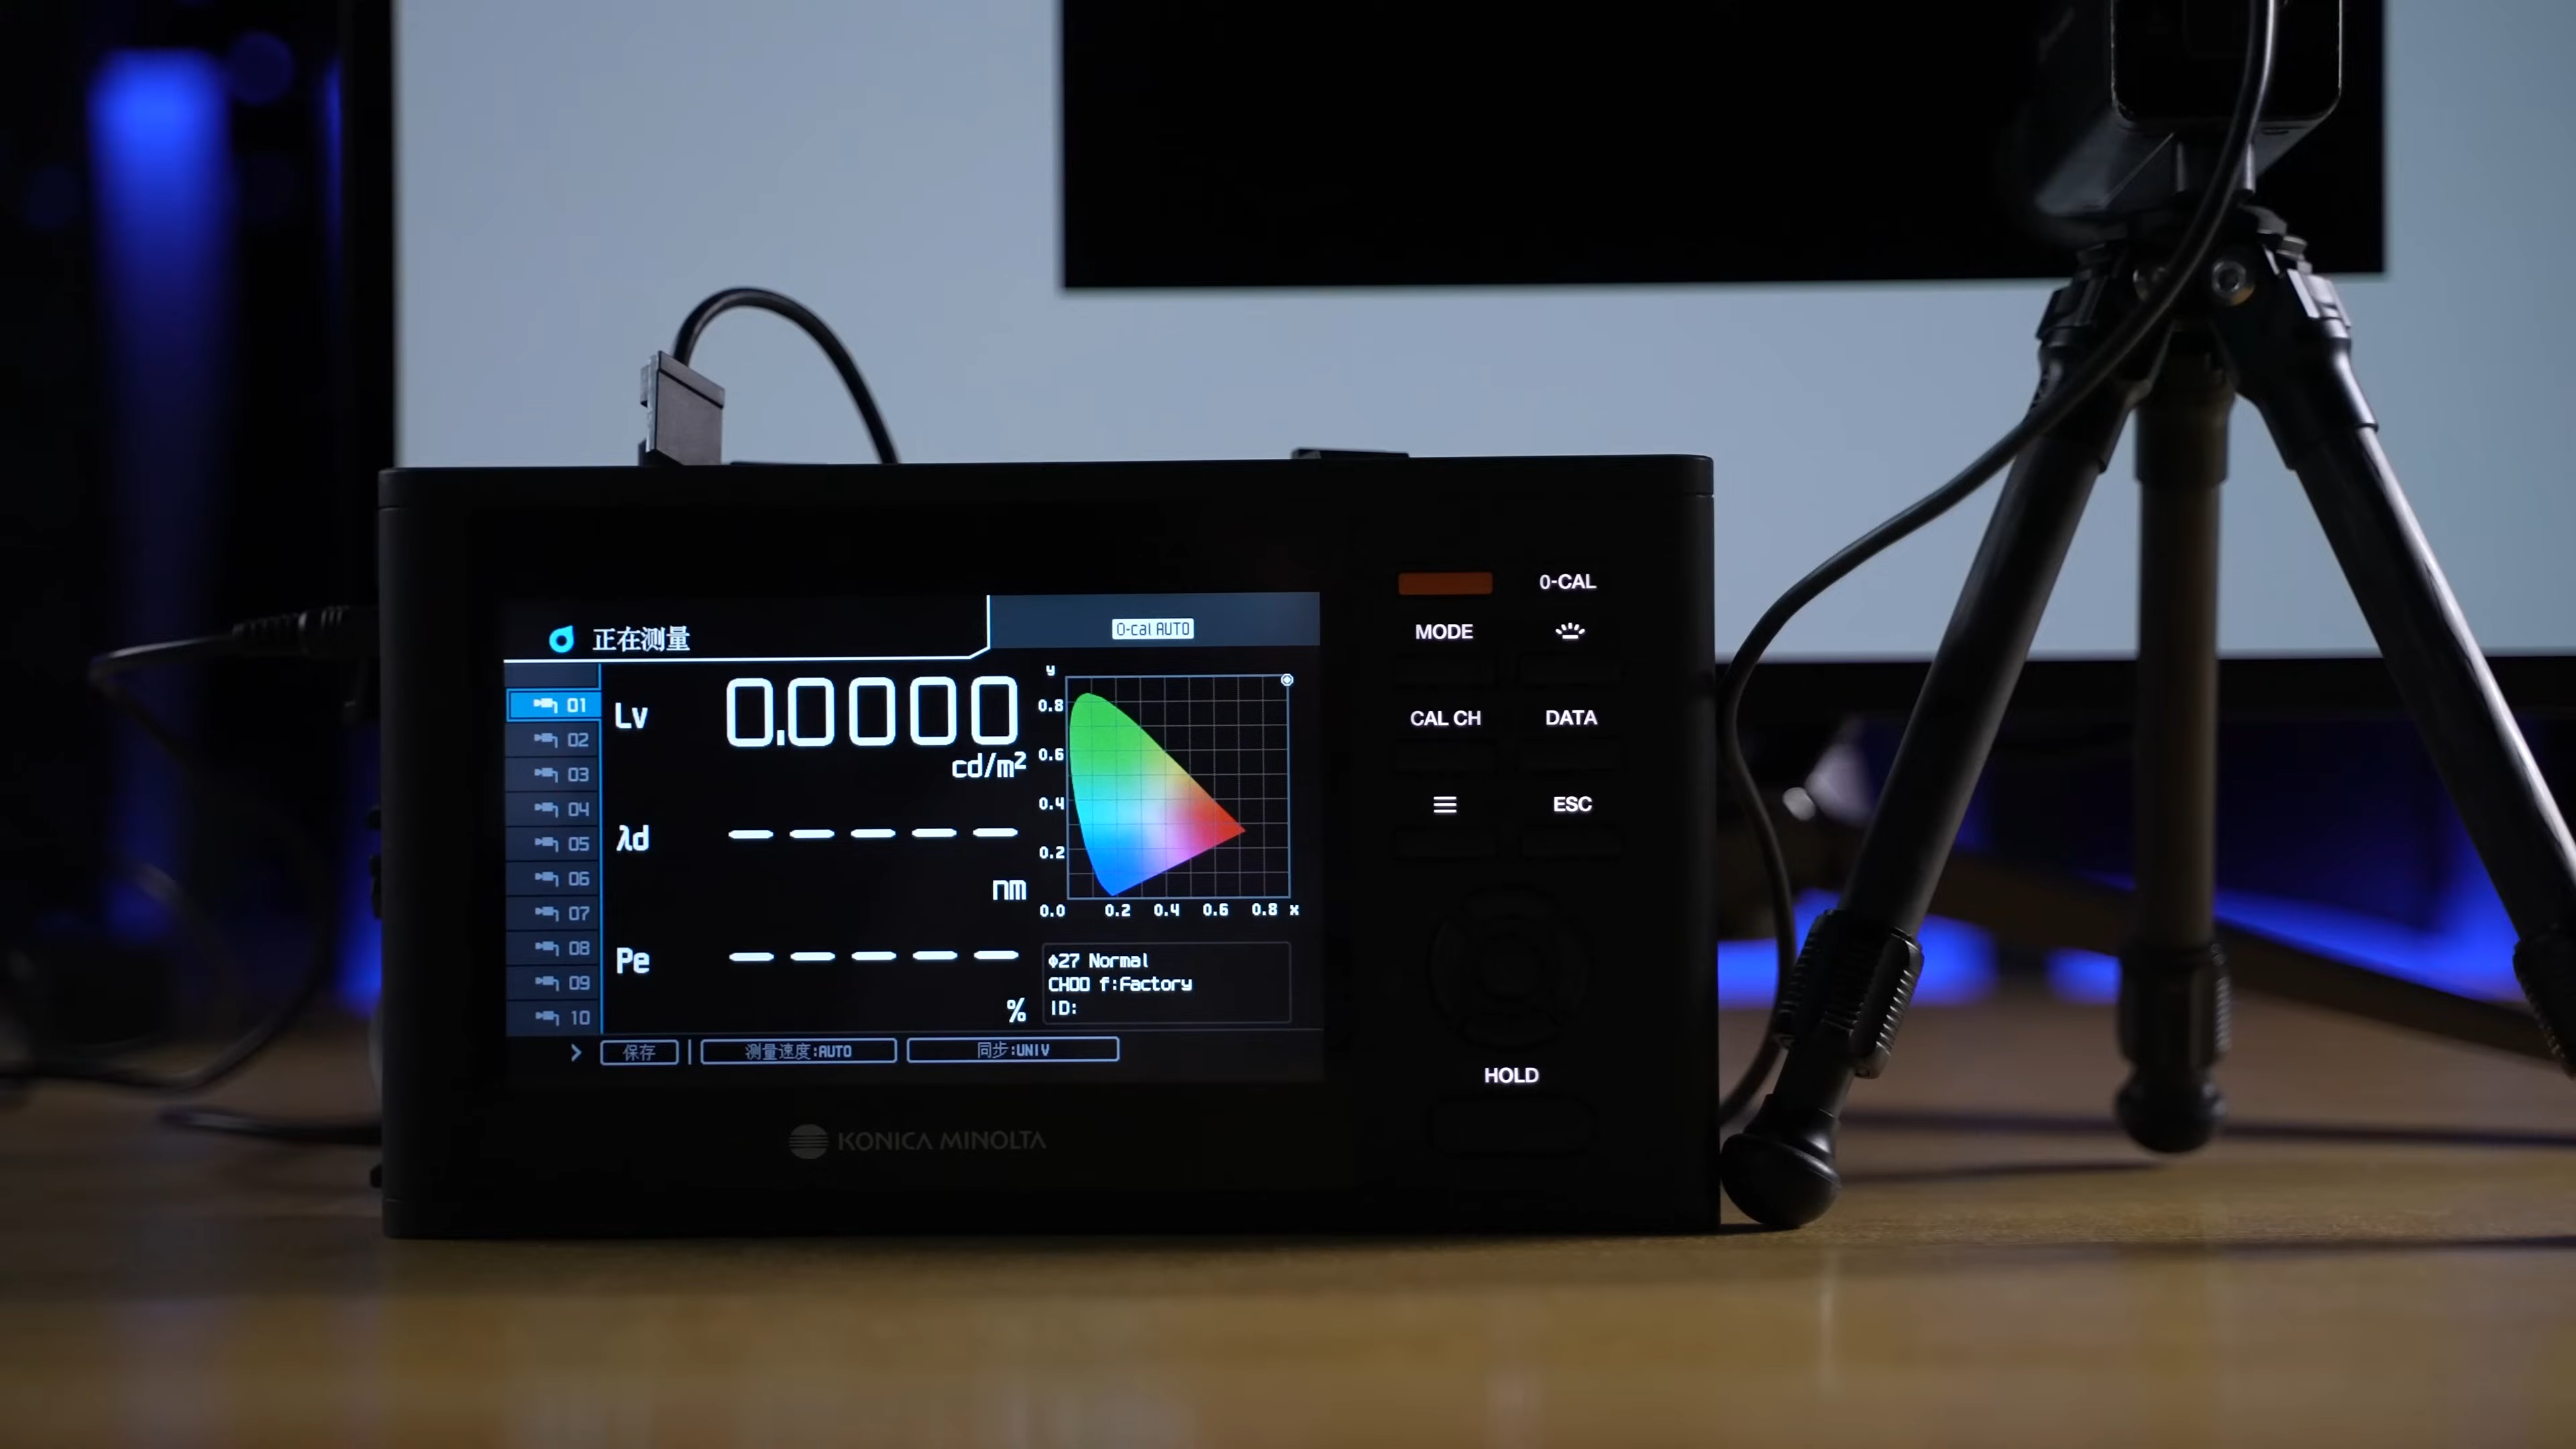 正在测量
0-cal AUTO
01
02
03
04
05
06
07
08
09
10
Lv
0.0000
cd/m²
λd
-----
nm
Pe
-----
%
y
0.8
0.6
0.4
0.2
0.0
0.2
0.4
0.6
0.8
x
Φ27 Normal
CH00 f:Factory
ID:
>
保存
测量速度:AUTO
同步:UNIV
0-CAL
MODE
CAL CH
DATA
ESC
HOLD
KONICA MINOLTA